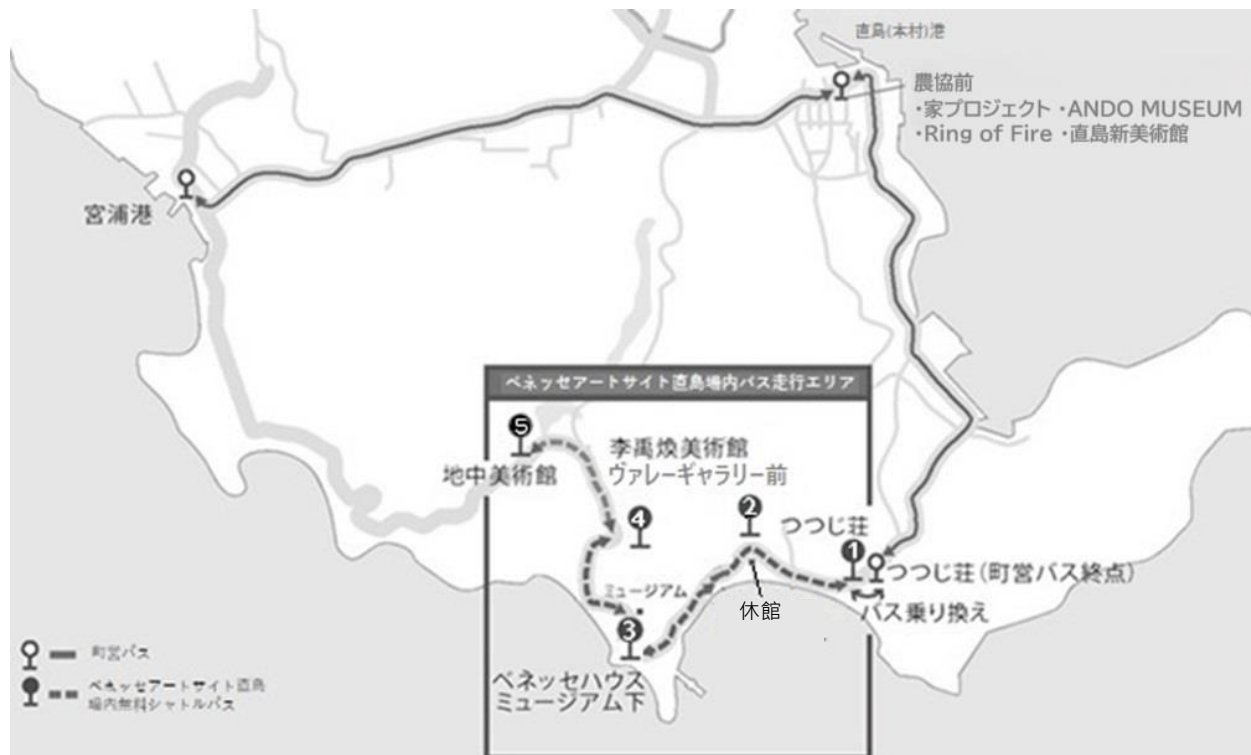 直島(本村)港
農協前
・家プロジェクト ・ANDO MUSEUM
・Ring of Fire ・直島新美術館
宮浦港
ベネッセアートサイト直島場内バス走行エリア
5
地中美術館
李禹煥美術館
ヴァレーギャラリー前
4
2
つつじ荘
1
つつじ荘(町営バス終点)
バス乗り換え
休館
ミュージアム
3
ベネッセハウス
ミュージアム下
町営バス
ベネッセアートサイト直島
場内無料シャトルバス